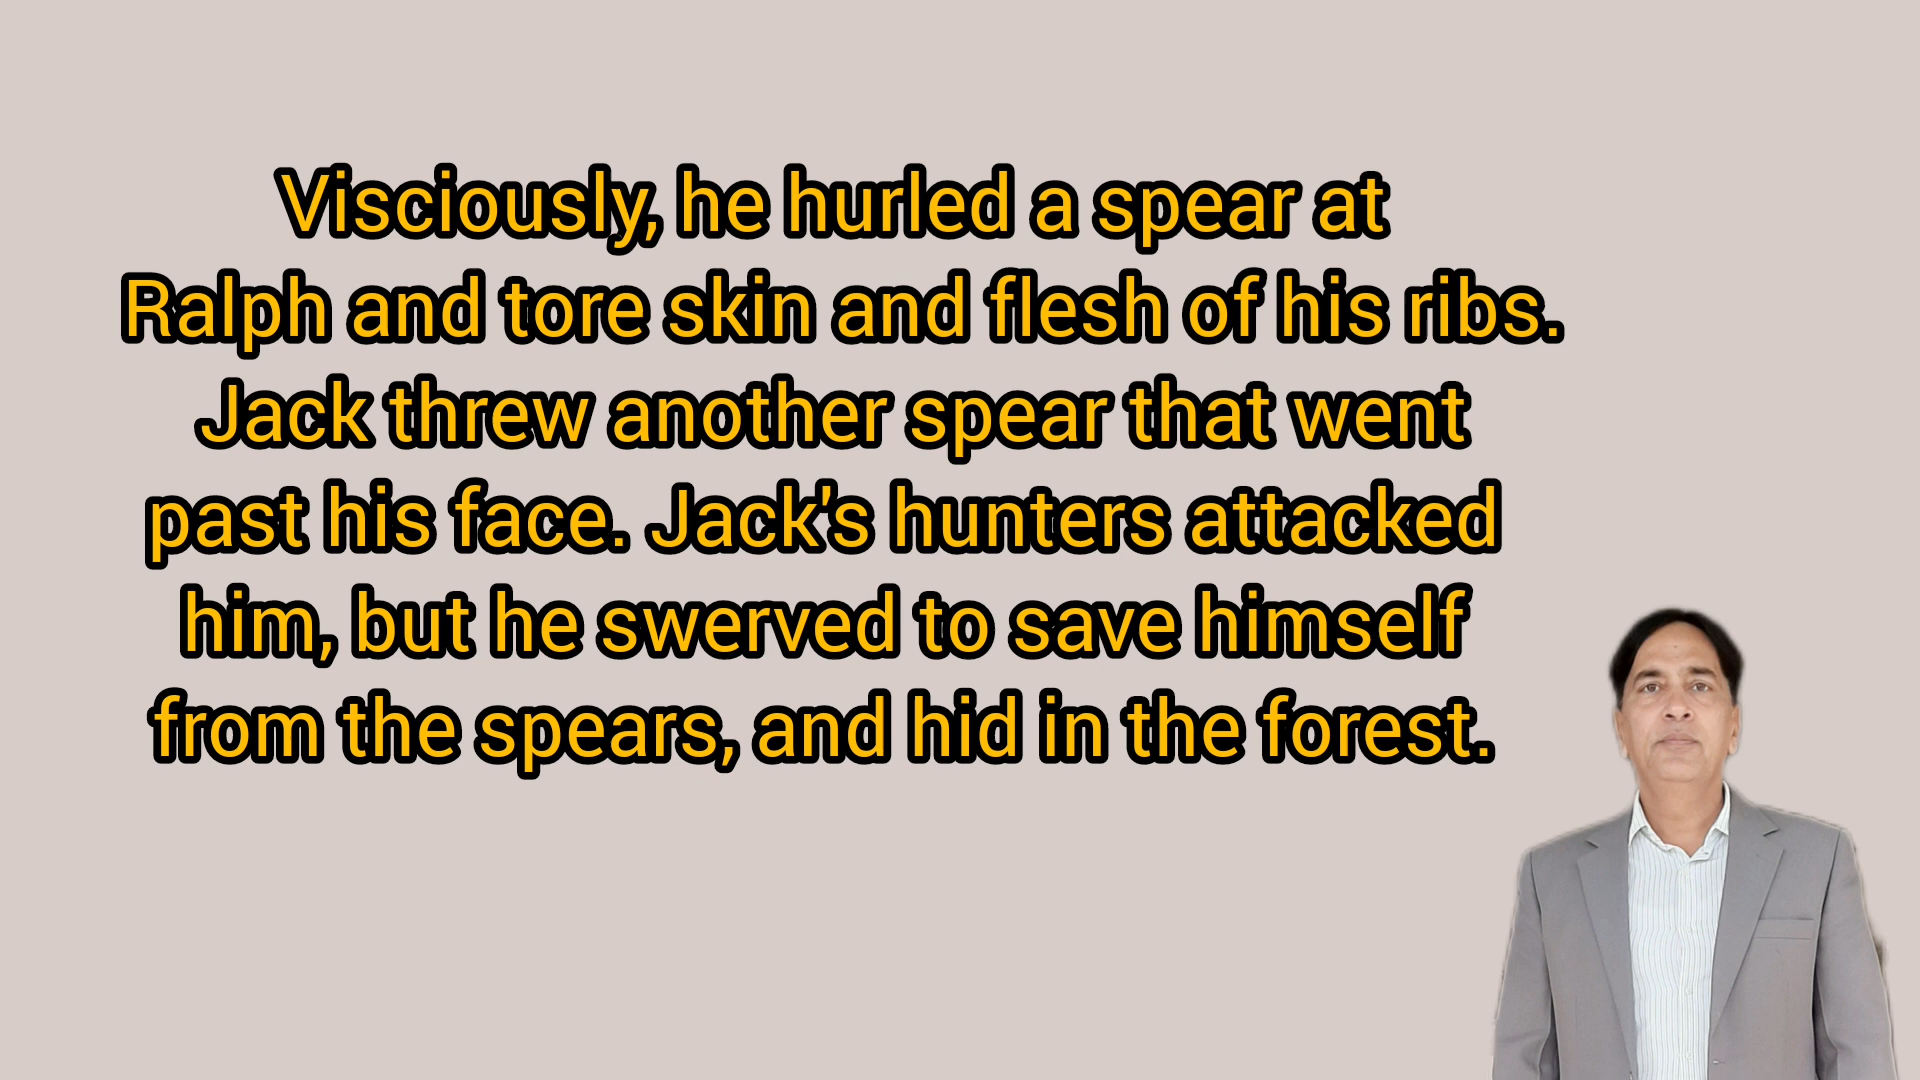 Visciously, he hurled a spear at
Ralph and tore skin and flesh of his ribs.
Jack threw another spear that went
past his face. Jack's hunters attacked
him, but he swerved to save himself
from the spears, and hid in the forest.